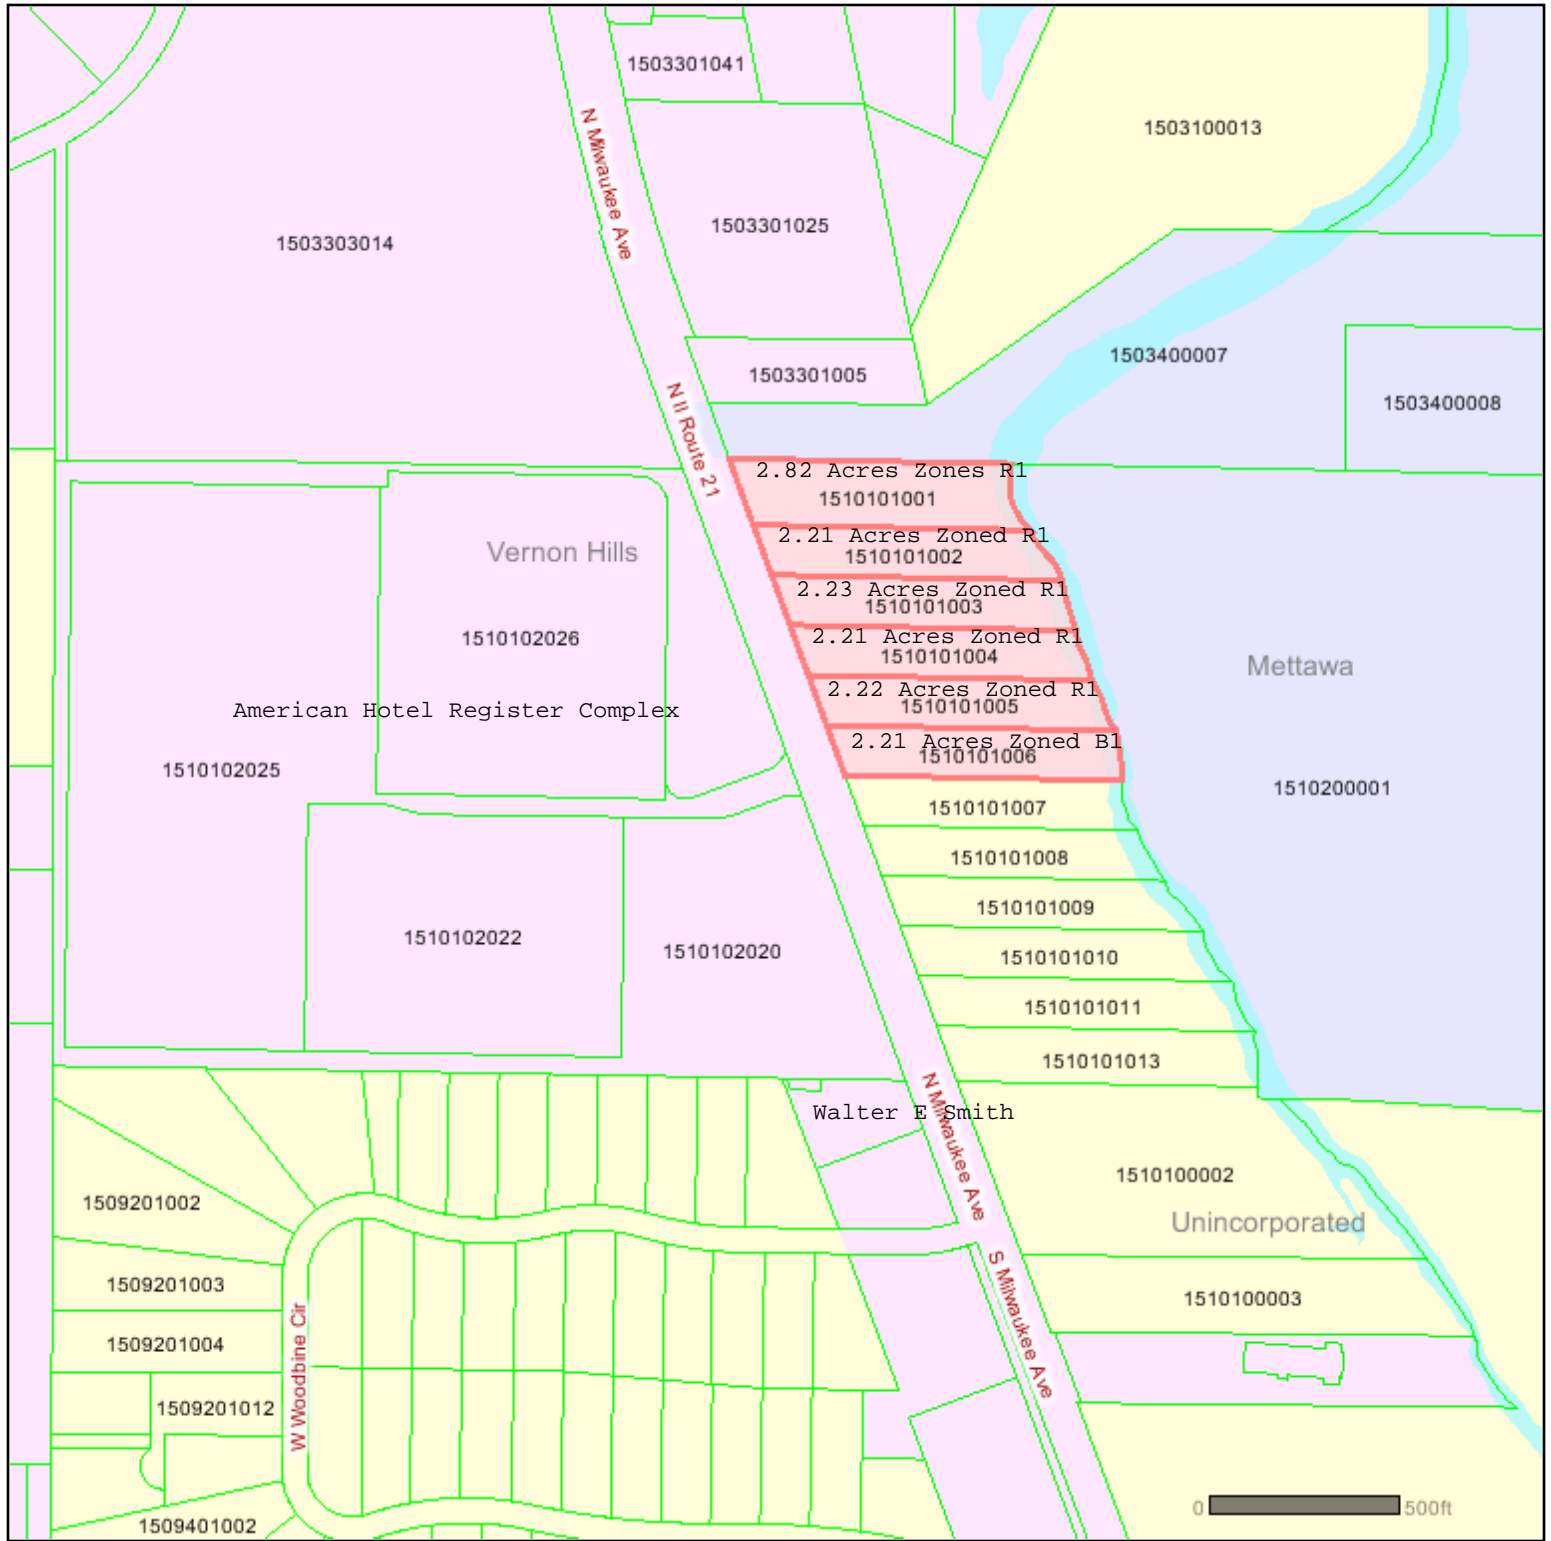 1503301041
N Milwaukee Ave
1503100013
1503301025
1503303014
1503400007
1503301005
1503400008
N Il Route 21
2.82 Acres Zones R1
1510101001
2.21 Acres Zoned R1
1510101002
Vernon Hills
2.23 Acres Zoned R1
1510101003
1510102026
2.21 Acres Zoned R1
1510101004
Mettawa
2.22 Acres Zoned R1
1510101005
American Hotel Register Complex
2.21 Acres Zoned B1
1510101006
1510102025
1510200001
1510101007
1510101008
1510101009
1510102022
1510102020
1510101010
1510101011
1510101013
N Milwaukee Ave
Walter E Smith
1510100002
1509201002
Unincorporated
S Milwaukee Ave
1509201003
1510100003
W Woodbine Cir
1509201004
1509201012
0 500ft
1509401002